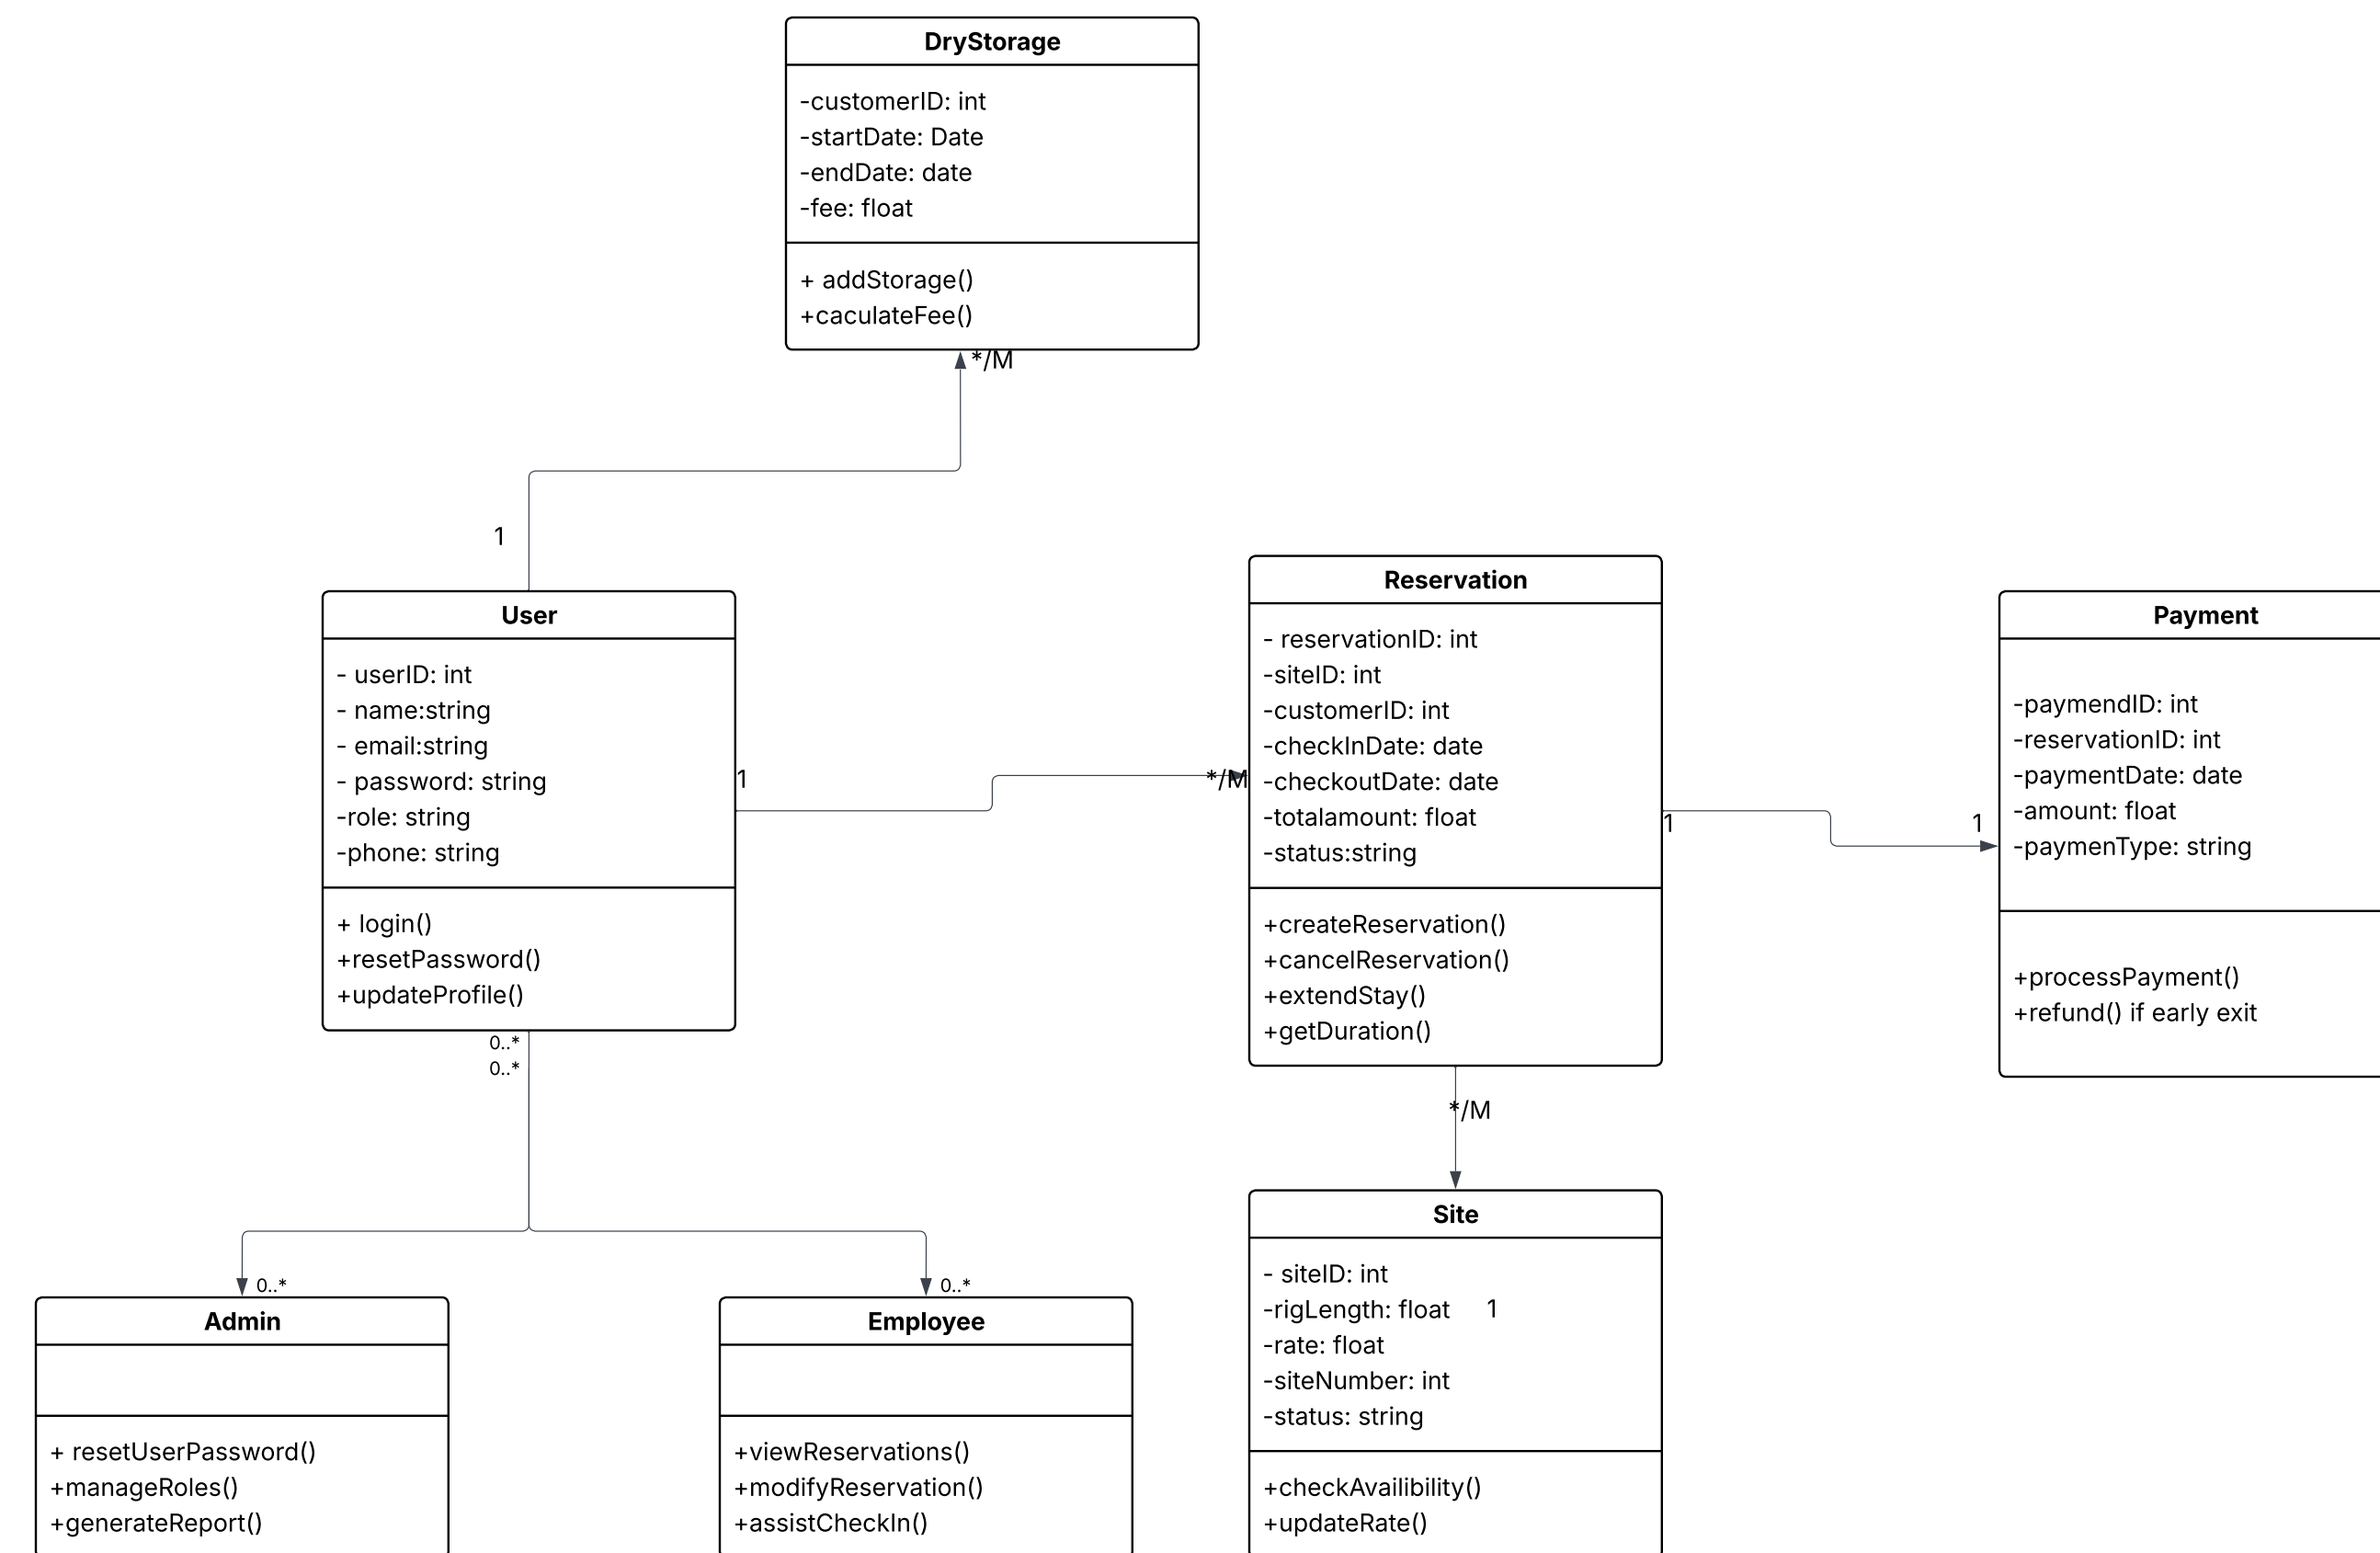 DryStorage
-customerID: int
-startDate: Date
-endDate: date
-fee: float
+ addStorage()
+caculateFee()
*/M
1
User
- userID: int
- name:string
- email:string
- password: string
-role: string
-phone: string
+ login()
+resetPassword()
+updateProfile()
1
*/M
Reservation
- reservationID: int
-siteID: int
-customerID: int
-checkInDate: date
-checkoutDate: date
-totalamount: float
-status:string
+createReservation()
+cancelReservation()
+extendStay()
+getDuration()
1
1
Payment
-paymendID: int
-reservationID: int
-paymentDate: date
-amount: float
-paymenType: string
+processPayment()
+refund() if early exit
0..*
0..*
*/M
0..*
Admin
+ resetUserPassword()
+manageRoles()
+generateReport()
0..*
Employee
+viewReservations()
+modifyReservation()
+assistCheckIn()
Site
- siteID: int
-rigLength: float 1
-rate: float
-siteNumber: int
-status: string
+checkAvailibility()
+updateRate()